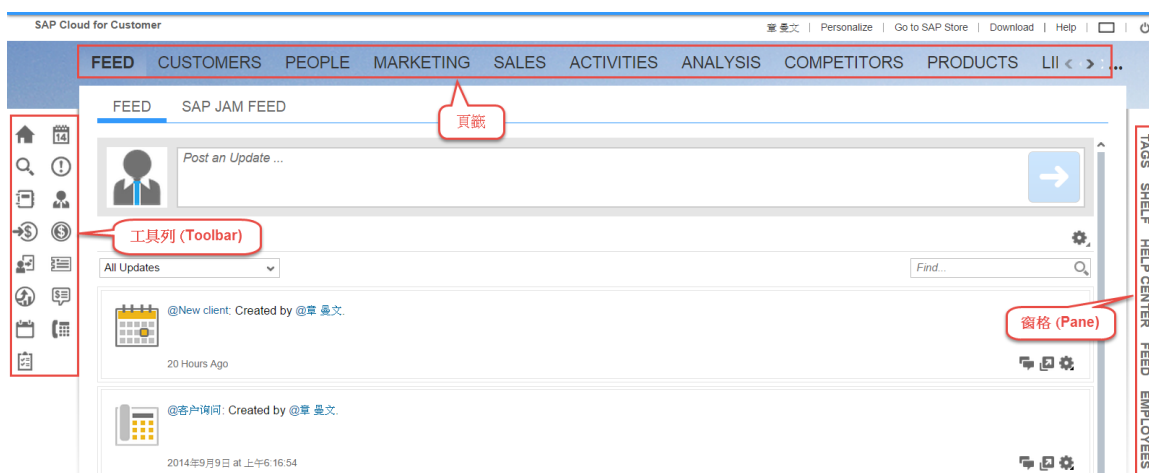 SAP Cloud for Customer
章 曼文 | Personalize | Go to SAP Store | Download | Help |
FEED CUSTOMERS PEOPLE MARKETING SALES ACTIVITIES ANALYSIS COMPETITORS PRODUCTS LII
FEED SAP JAM FEED
頁籤
14
Post an Update ...
工具列 (Toolbar)
All Updates
Find...
@New client: Created by @章 曼文.
20 Hours Ago
@客户询问: Created by @章 曼文.
2014年9月9日 at 上午6:16:54
窗格 (Pane)
TAGS
SHELF
HELP CENTER
FEED
EMPLOYEES